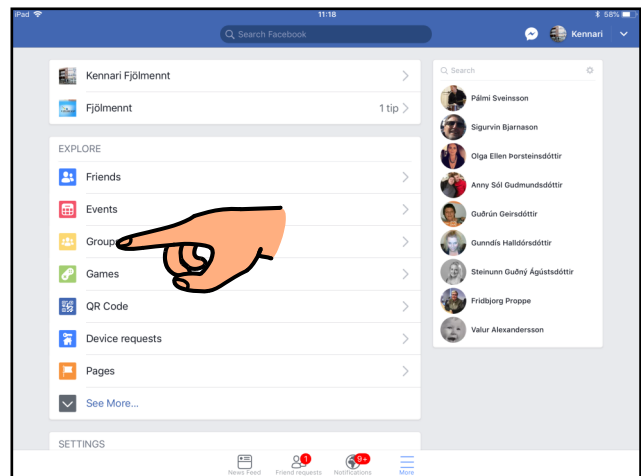 iPad 11:18 58%
Search Facebook
Kennari
Kennari Fjölmennt
Fjölmennt 1 tip
EXPLORE
Friends
Events
Group
Games
QR Code
Device requests
Pages
See More...
SETTINGS
Search
Pálmi Sveinsson
Sigurvin Bjarnason
Olga Ellen Þorsteinsdóttir
Anny Sól Gudmundsdóttir
Guðrún Geirsdóttir
Gunndís Halldórsdóttir
Steinunn Guðný Ágústsdóttir
Fridbjorg Proppe
Valur Alexandersson
1 9+
News Feed Friend requests Notifications More